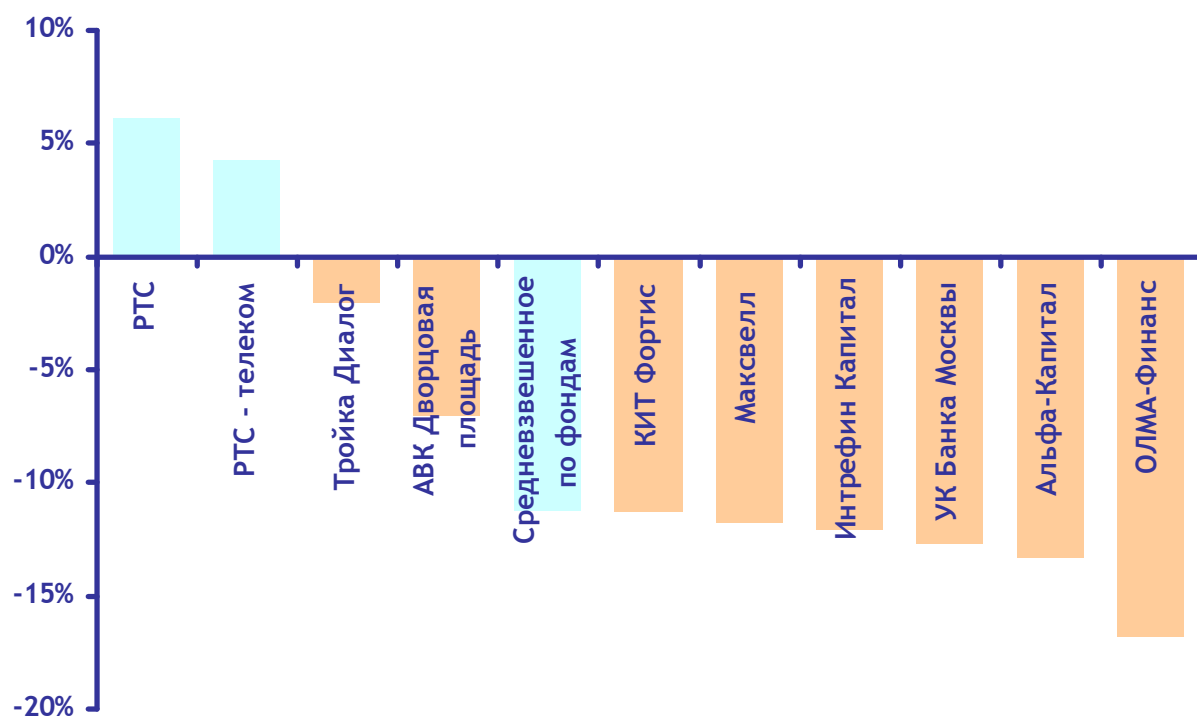 10%
5%
0%
-5%
-10%
-15%
-20%
РТС
РТС - телеком
Тройка Диалог
АВК Дворцовая
площадь
Средневзвешенное
по фондам
КИТ Фортис
Максвелл
Интрефин Капитал
УК Банка Москвы
Альфа-Капитал
ОЛМА-Финанс